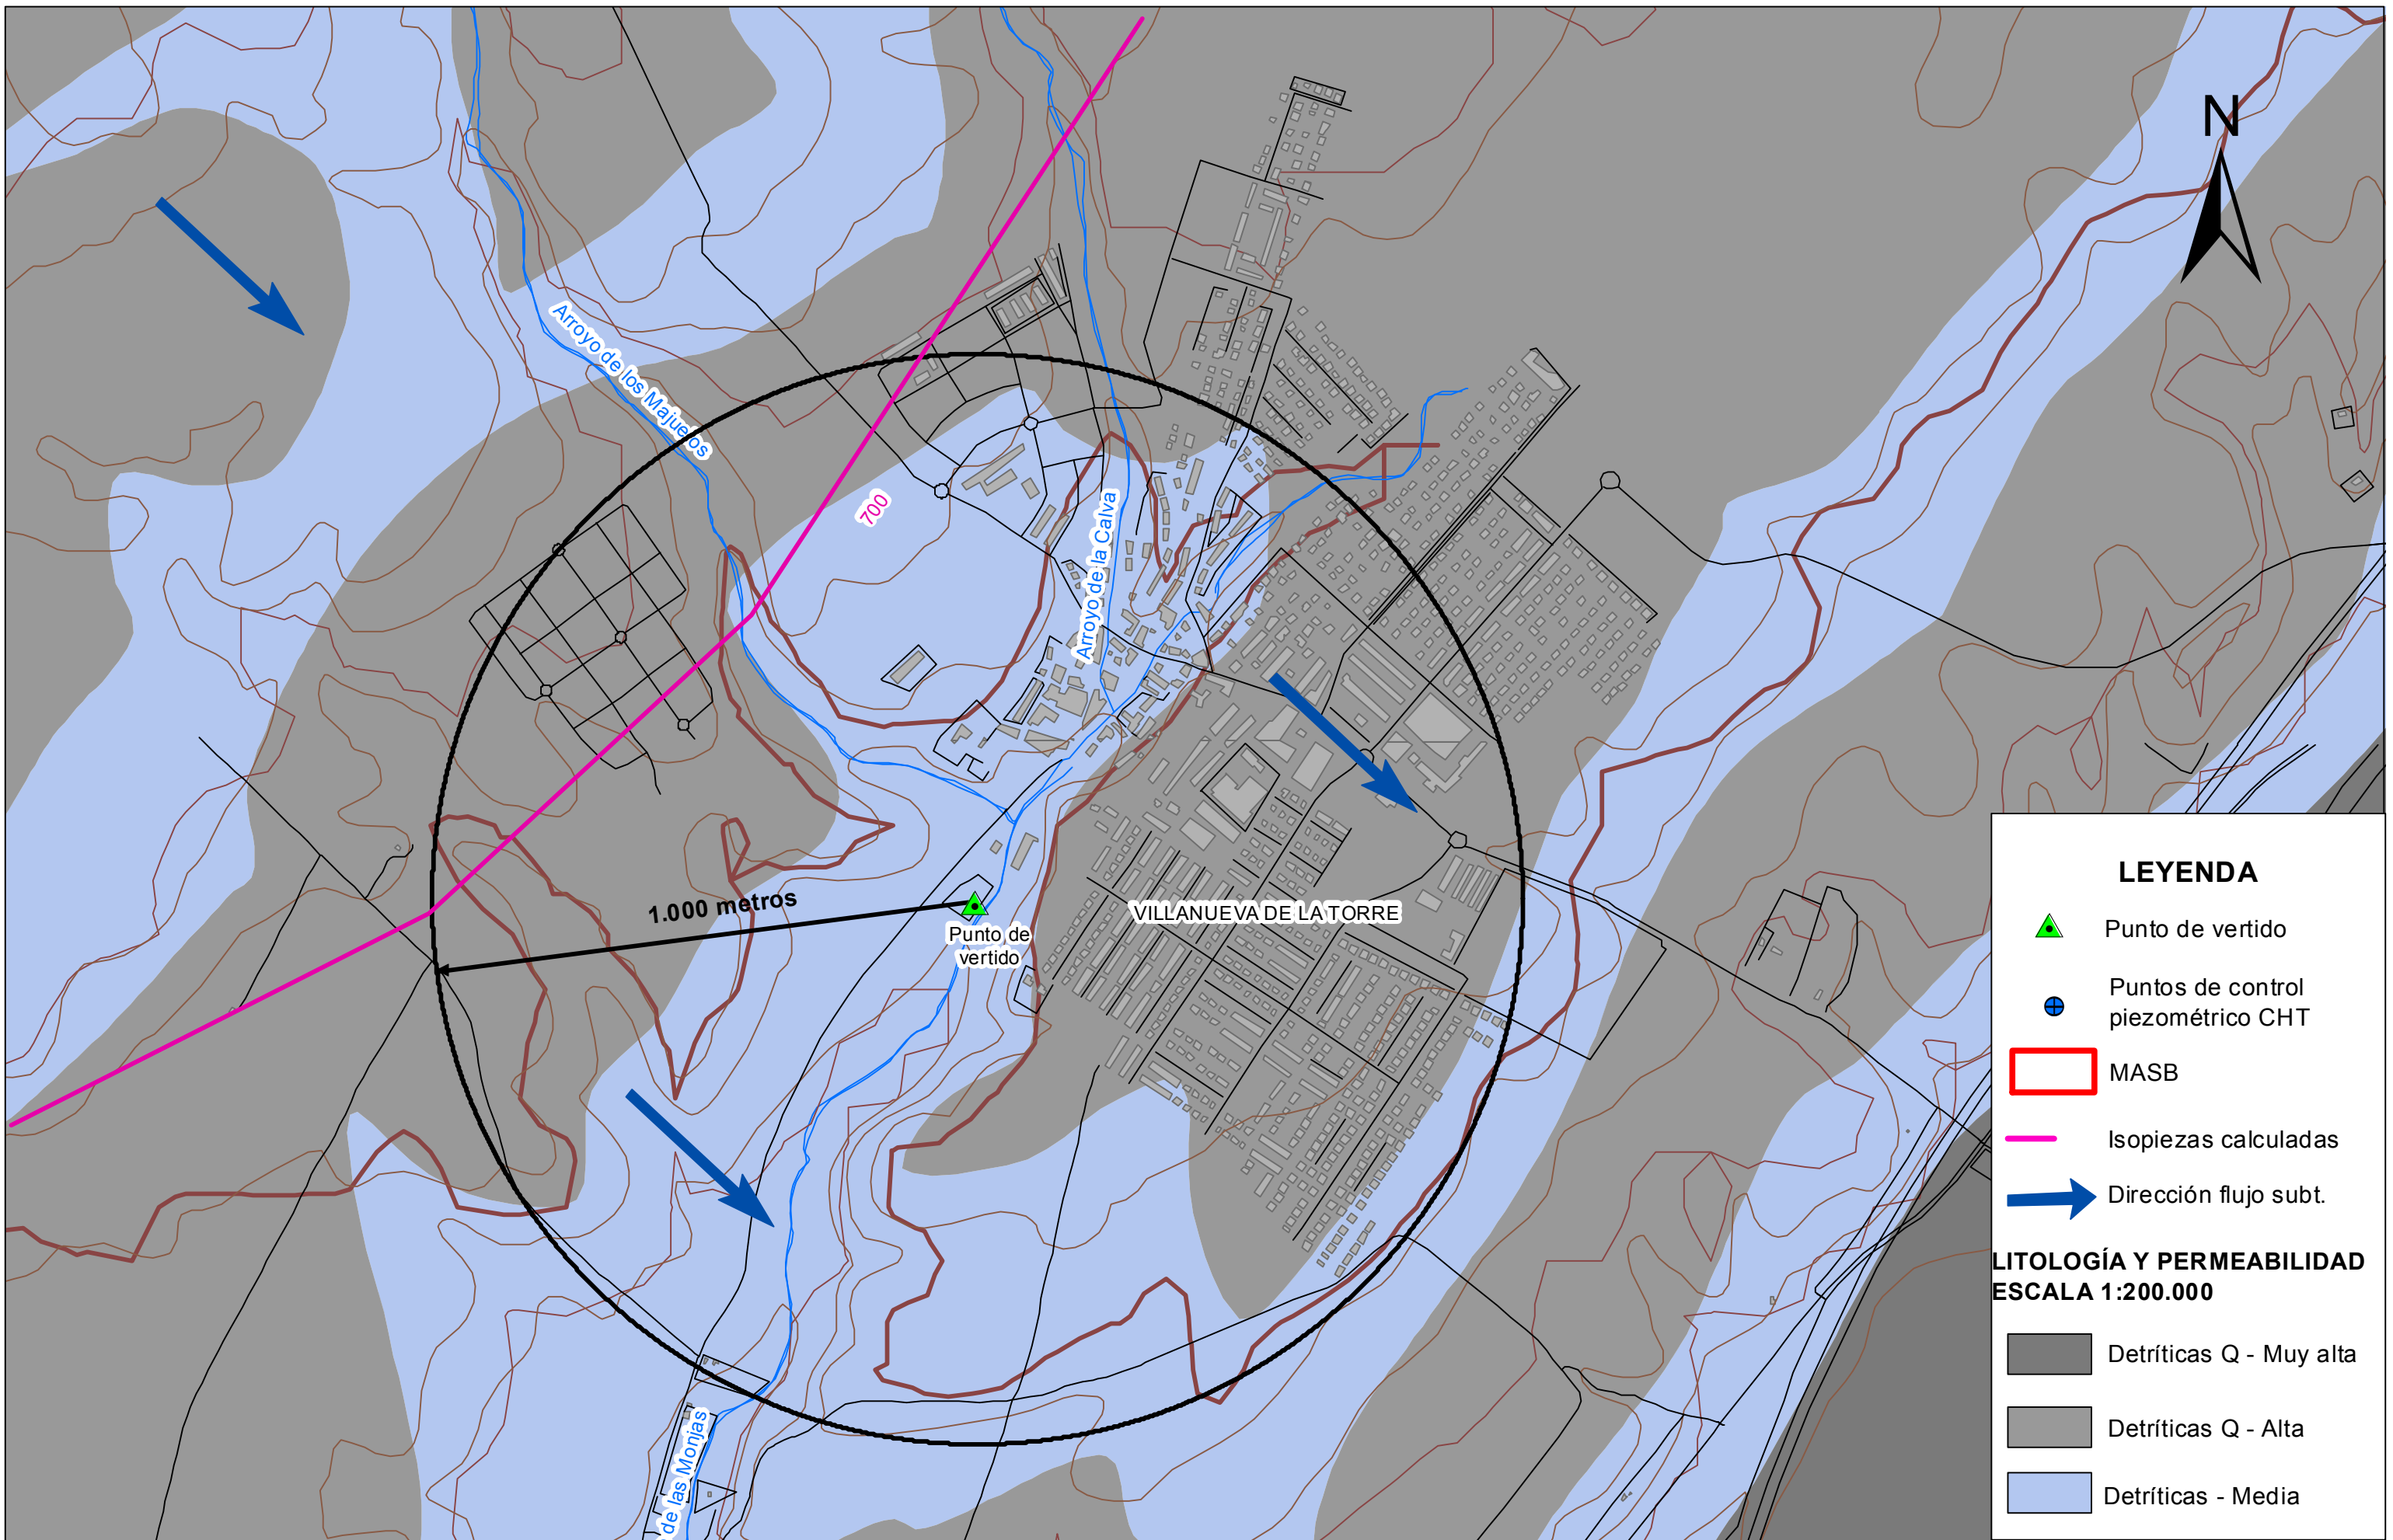 N
Arroyo de los Majuelos
700
Arroyo de la Calva
1.000 metros
VILLANUEVA DE LA TORRE
Punto de
vertido
de las Monjas
LEYENDA
Punto de vertido
Puntos de control
piezométrico CHT
MASB
Isopiezas calculadas
Dirección flujo subt.
LITOLOGÍA Y PERMEABILIDAD
ESCALA 1:200.000
Detríticas Q - Muy alta
Detríticas Q - Alta
Detríticas - Media